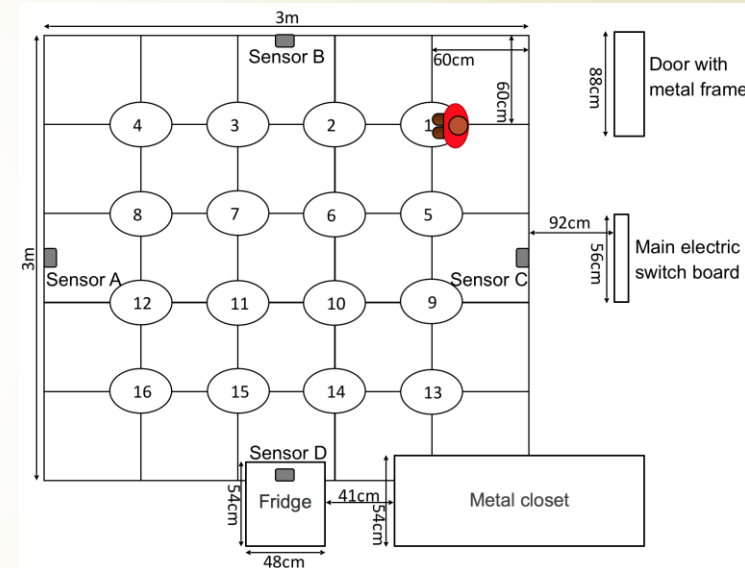 3m
Sensor B
60cm
60cm
88cm
Door with
metal frame
4
3
2
1
8
7
6
5
92cm
3m
Sensor A
Sensor C
56cm
Main electric
switch board
12
11
10
9
16
15
14
13
Sensor D
54cm
Fridge
41cm
54cm
Metal closet
48cm